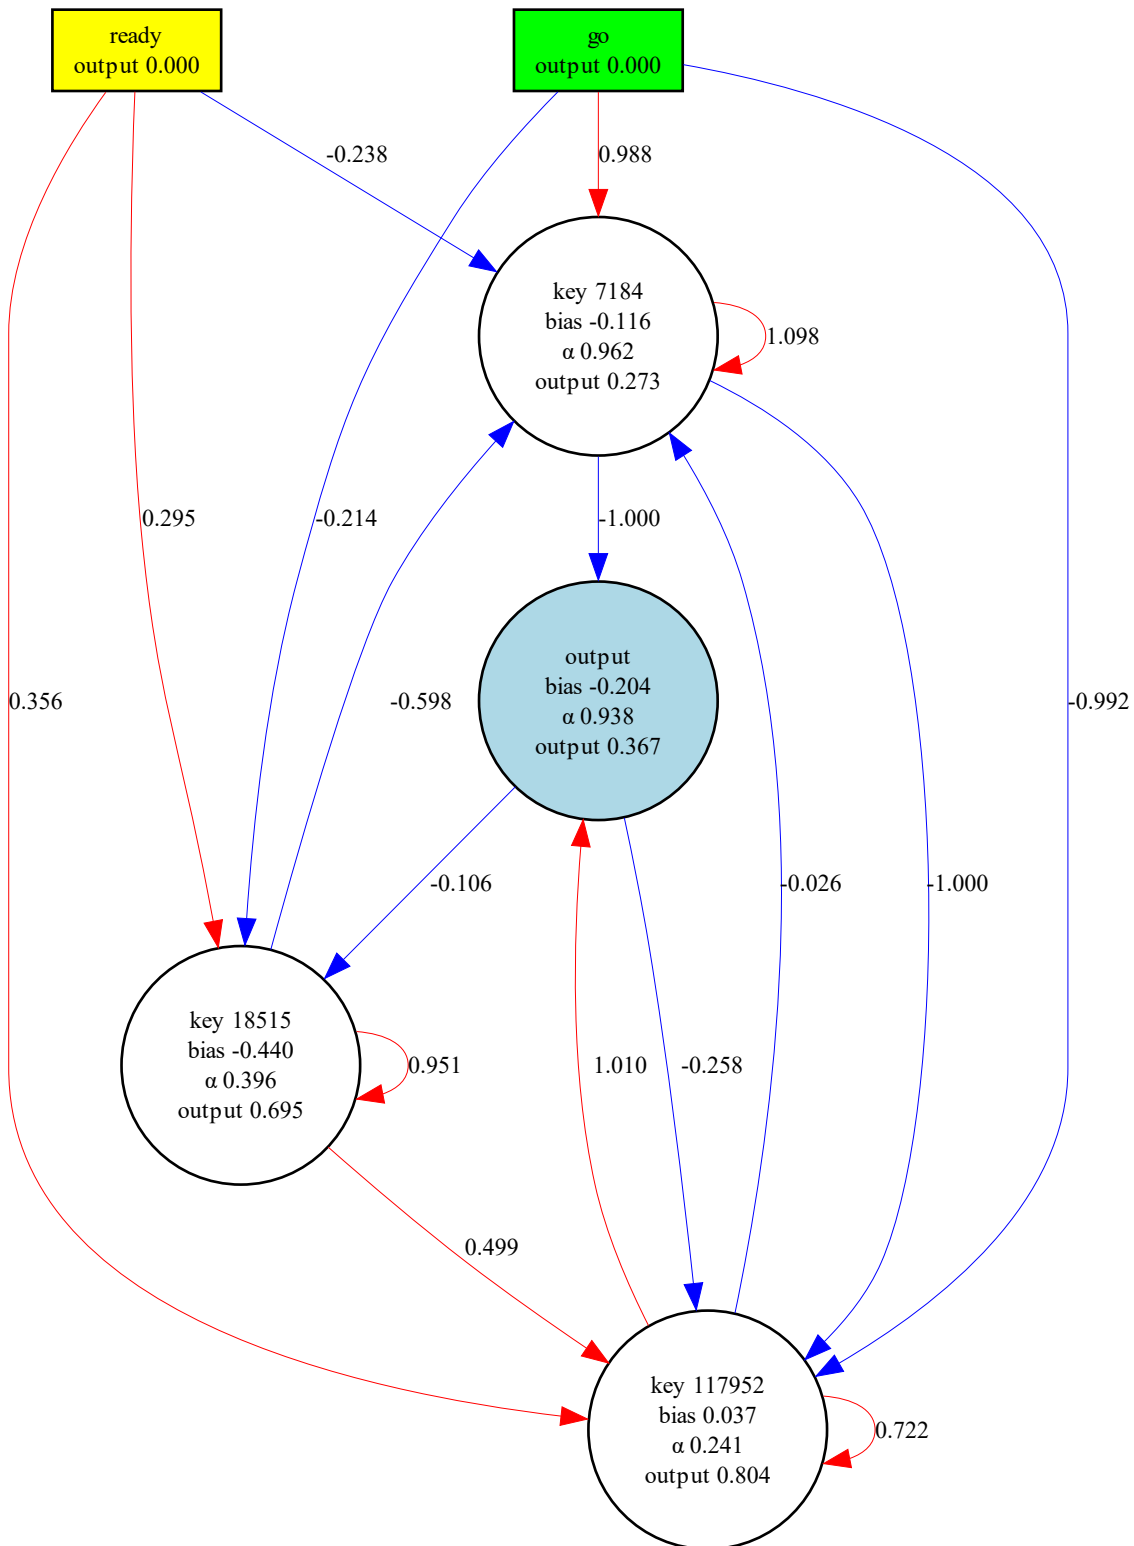 ready
output 0.000
go
output 0.000
-0.238
0.988
key 7184
bias -0.116
α 0.962
output 0.273
1.098
0.295
-0.214
-1.000
output
bias -0.204
α 0.938
output 0.367
0.356
-0.598
-0.992
-0.106
-0.026
-1.000
key 18515
bias -0.440
α 0.396
output 0.695
0.951
1.010
-0.258
0.499
key 117952
bias 0.037
α 0.241
output 0.804
0.722